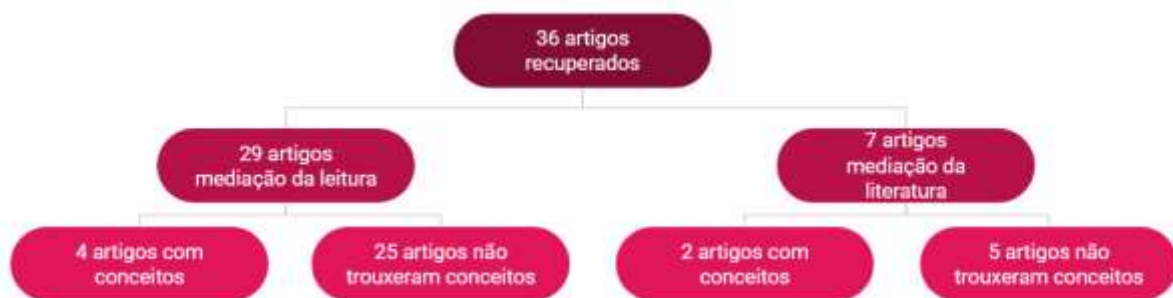 36 artigos
recuperados
29 artigos
mediação da leitura
7 artigos
mediação da
literatura
4 artigos com
conceitos
25 artigos não
trouxeram conceitos
2 artigos com
conceitos
5 artigos não
trouxeram conceitos